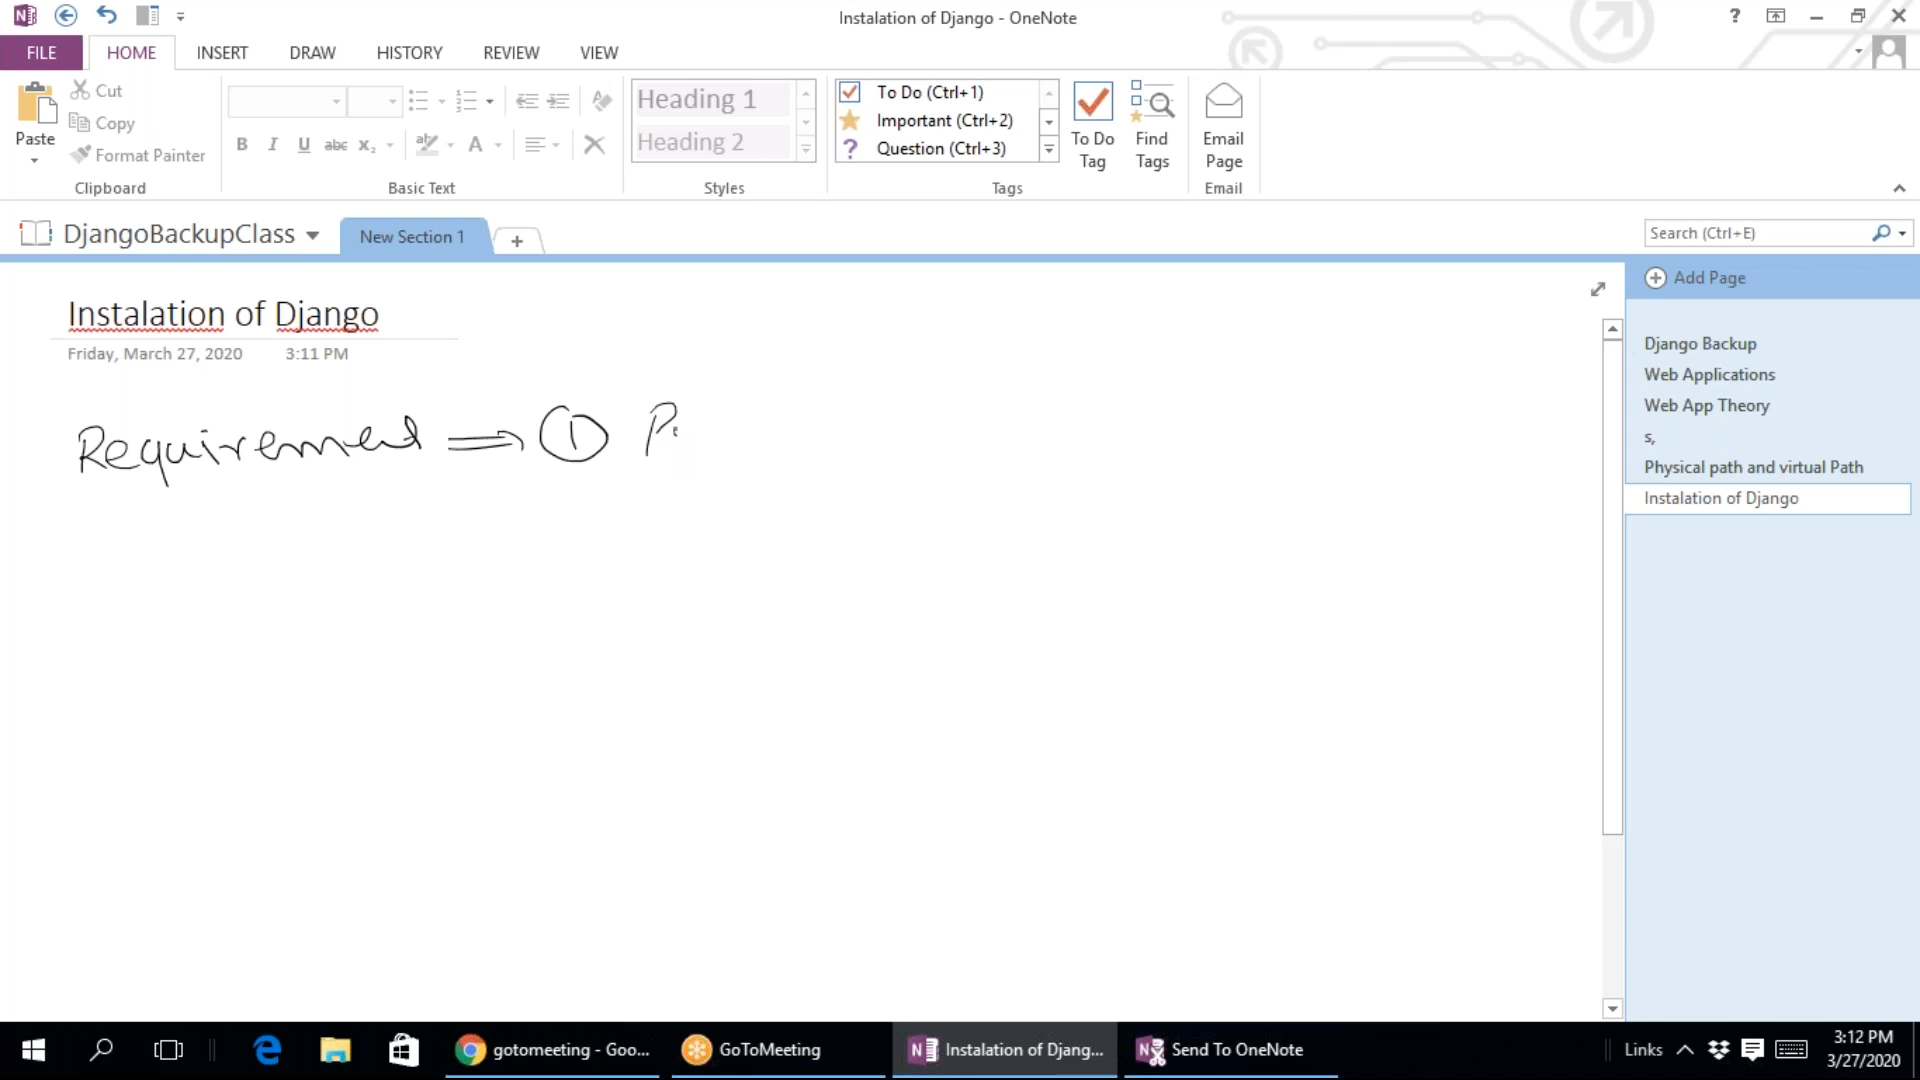 Instalation of Django - OneNote
?
FILE HOME INSERT DRAW HISTORY REVIEW VIEW
Paste
Cut
Copy
Format Painter
Clipboard
B I U abc x₂ ab A
Basic Text
Heading 1
Heading 2
Styles
To Do (Ctrl+1)
Important (Ctrl+2)
Question (Ctrl+3)
Tags
To Do
Tag
Find
Tags
Email
Page
Email
DjangoBackupClass
New Section 1
+
Search (Ctrl+E)
Add Page
Django Backup
Web Applications
Web App Theory
s,
Physical path and virtual Path
Instalation of Django
Instalation of Django
Friday, March 27, 2020 3:11 PM
Requirement ⇒ ① P
gotomeeting - Goo...
GoToMeeting
Instalation of Djang...
Send To OneNote
Links
3:12 PM
3/27/2020